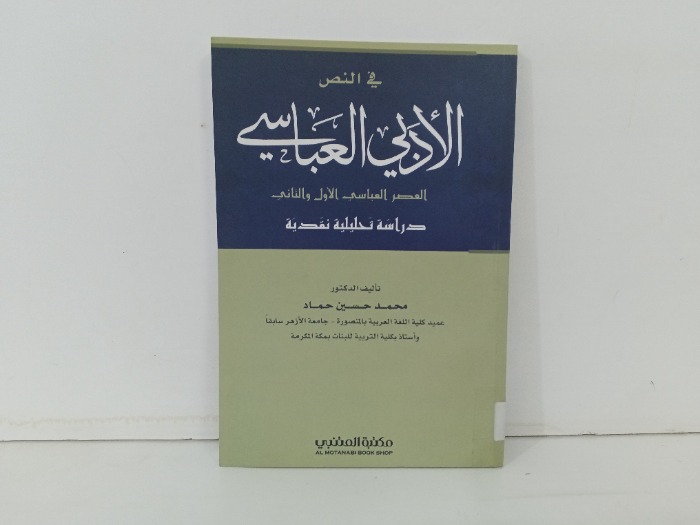 في النص
الأدبي العباسي
العصر العباسي الأول والثاني
دراسة تحليلية نقدية
تأليف الدكتور
محمد حسين حماد
عميد كلية اللغة العربية بالمنصورة - جامعة الأزهر سابقاً
وأستاذ بكلية التربية للبنات بمكة المكرمة
مكتبة المتنبي
AL MOTANABI BOOK SHOP